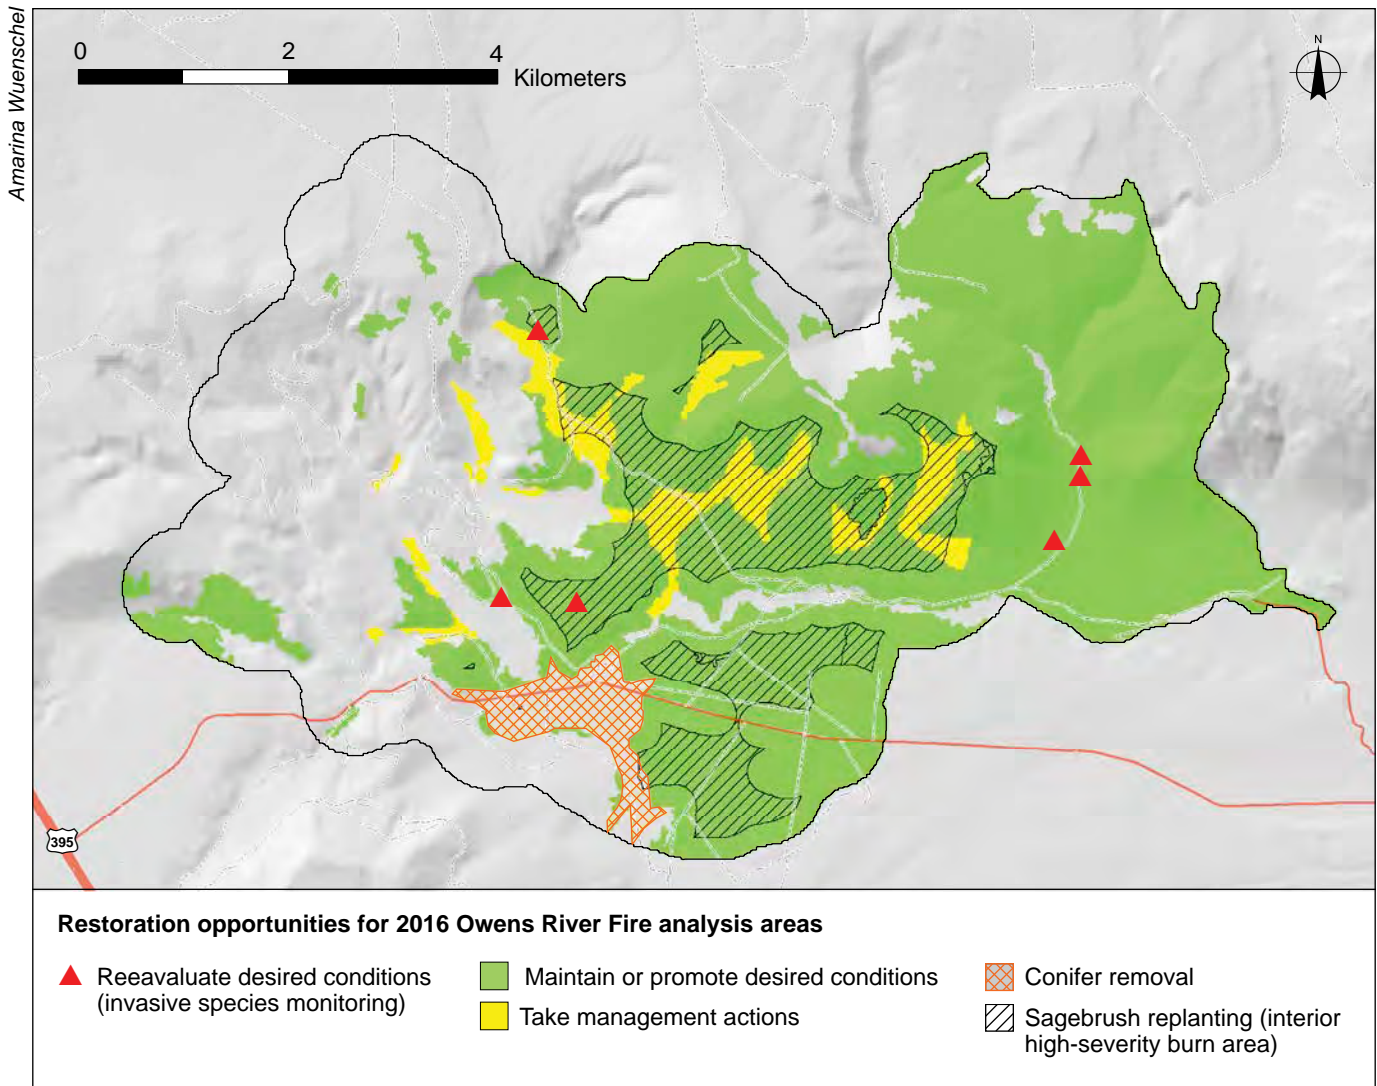 Amarina Wuenschel
0 2 4
Kilometers
N
395
Restoration opportunities for 2016 Owens River Fire analysis areas
Reeavaluate desired conditions
(invasive species monitoring)
Maintain or promote desired conditions
Take management actions
Conifer removal
Sagebrush replanting (interior
high-severity burn area)